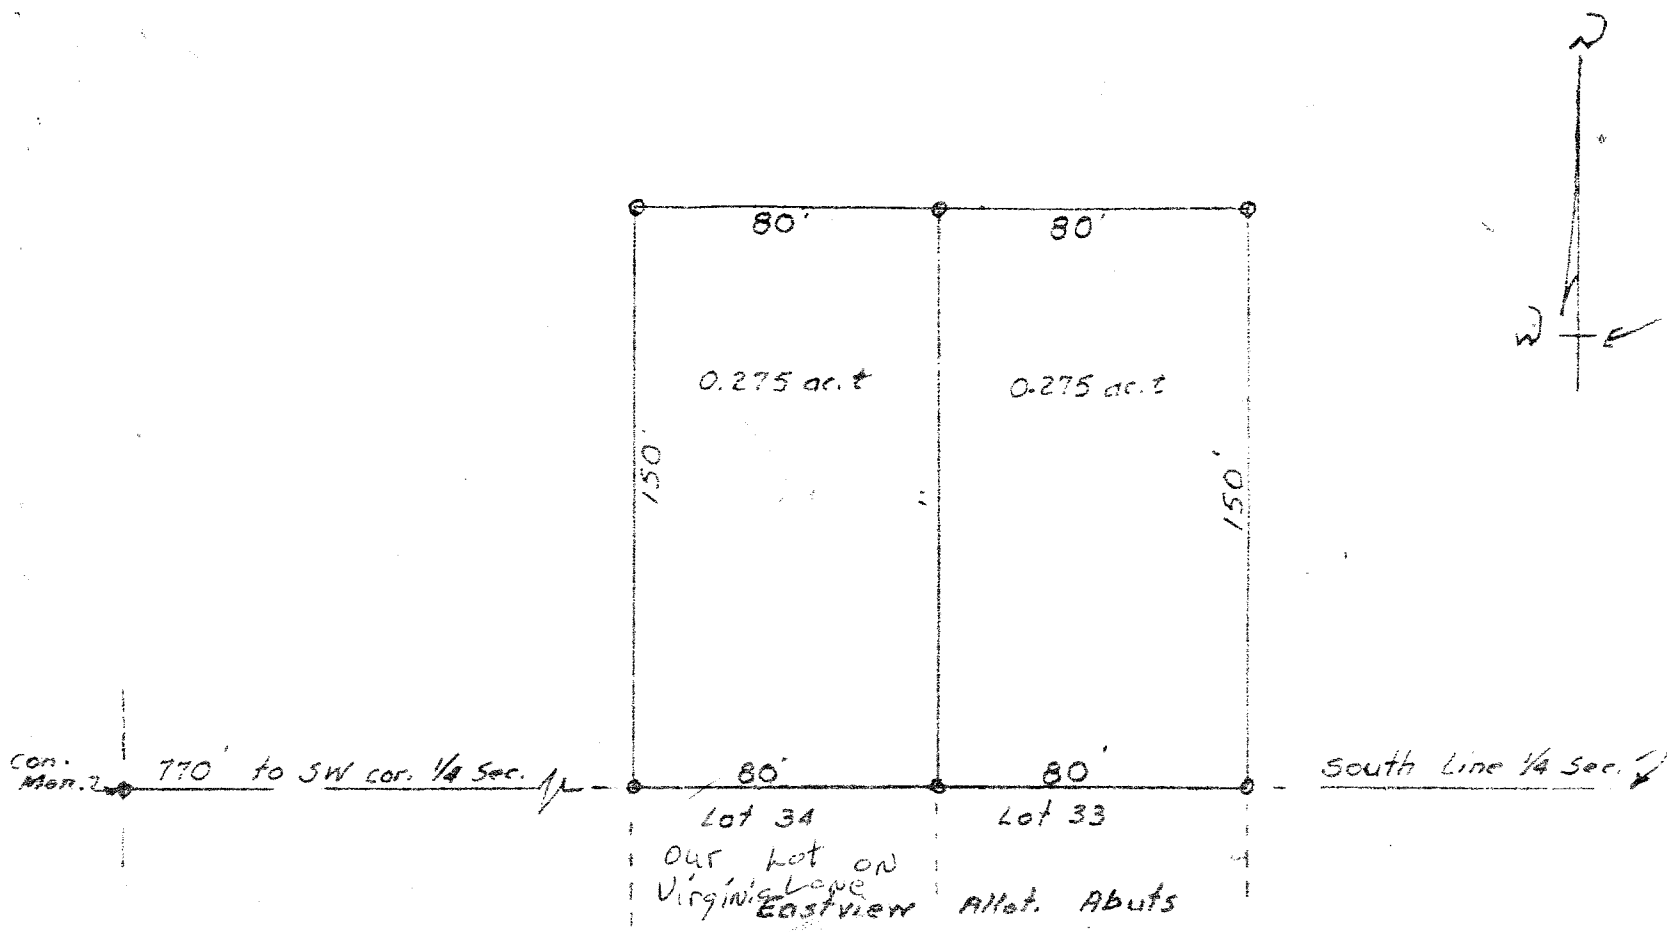 N
80' 80'
W
0.275 ac.± 0.275 ac.±
150' 150'
"
con.
Mon. 770' to SW cor. 1/4 Sec. 80' 80' South Line 1/4 Sec.
Lot 34 Lot 33
Our Lot on
Virginia Lane
Eastview Allot. Abuts